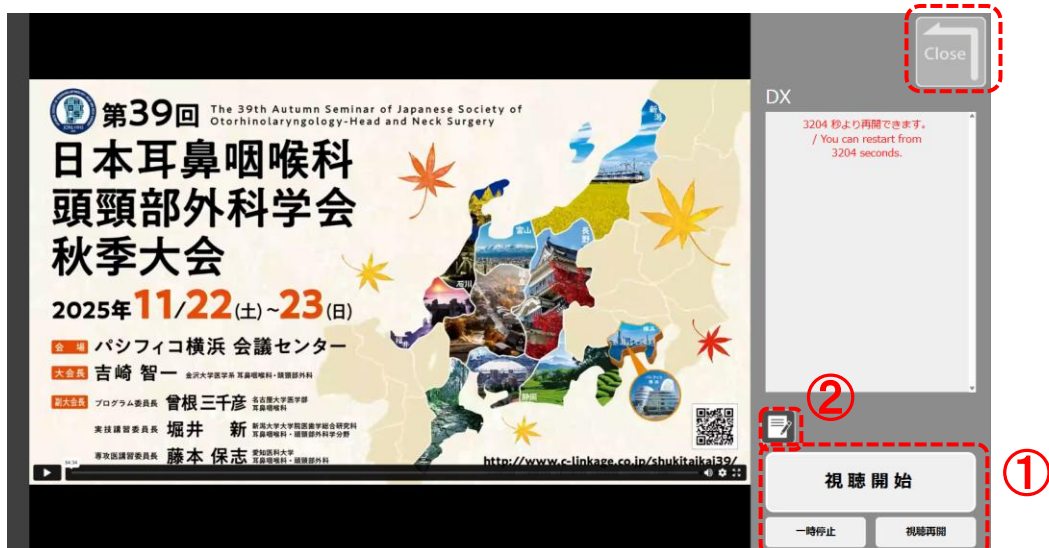 Close
DX
3204 秒より再開できます。
/ You can restart from
3204 seconds.
第39回
The 39th Autumn Seminar of Japanese Society of
Otorhinolaryngology-Head and Neck Surgery
日本耳鼻咽喉科
頭頸部外科学会
秋季大会
2025年11/22(土)~23(日)
会場 パシフィコ横浜 会議センター
大会長 吉崎 智一 金沢大学医学系 耳鼻咽喉科・頭頸部外科
副大会長 プログラム委員長 曾根 三千彦 名古屋大学医学部
耳鼻咽喉科
実技講習委員長 堀井 新 新潟大学大学院医歯学総合研究科
耳鼻咽喉科・頭頸部外科学分野
専攻医講習委員長 藤本 保志 愛知医科大学
耳鼻咽喉科・頭頸部外科
新潟
富山
長野
石川
福井
静岡
http://www.c-linkage.co.jp/shukitaikai39/
②
①
視聴開始
一時停止
視聴再開